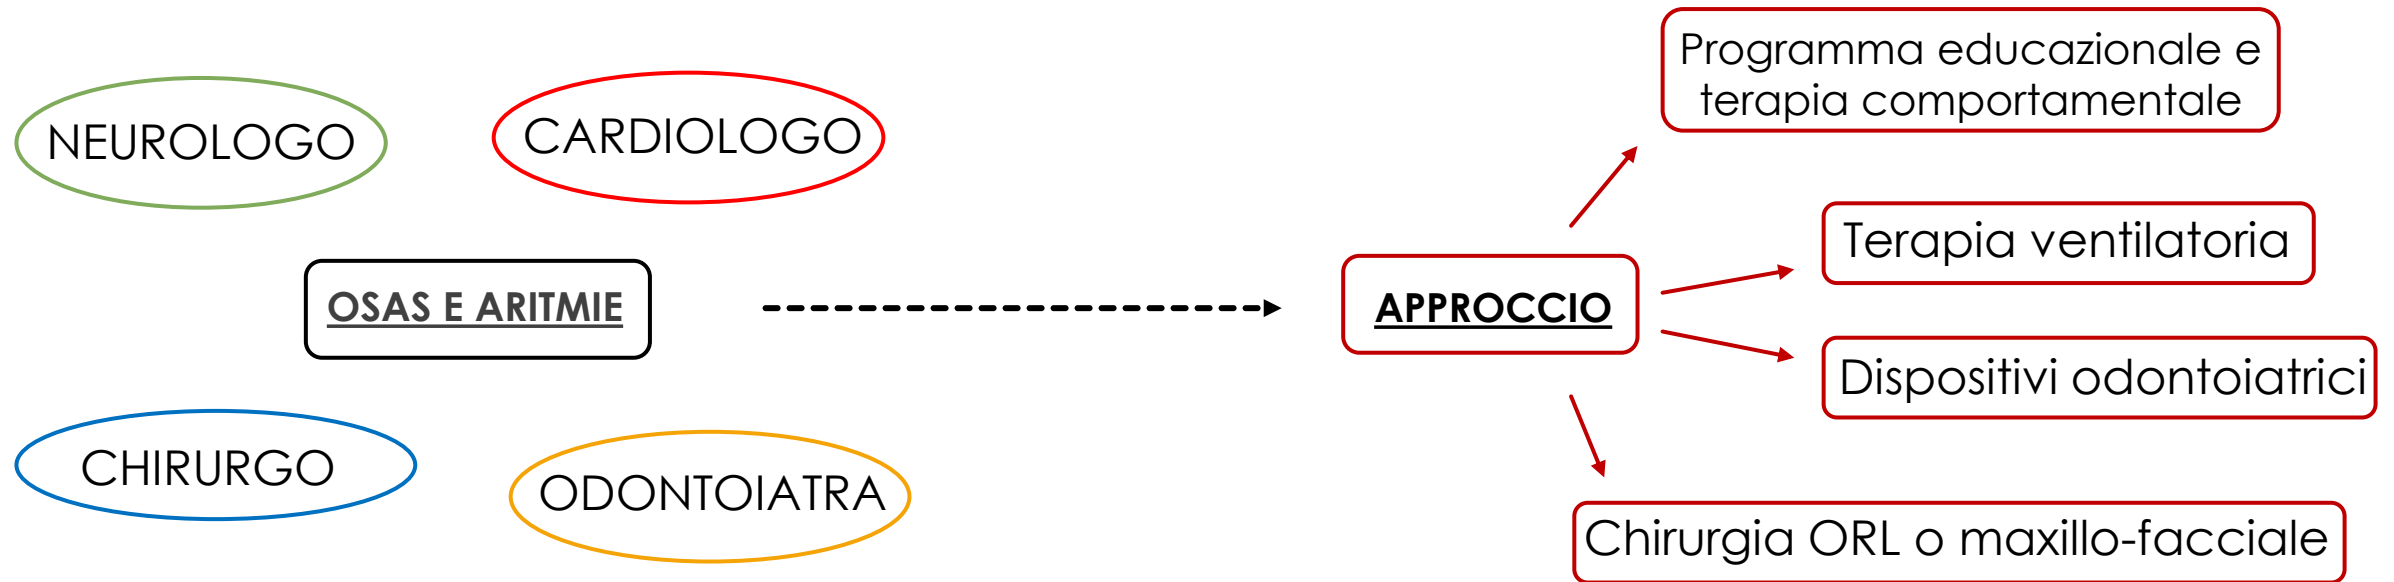 NEUROLOGO
CARDIOLOGO
OSAS E ARITMIE
CHIRURGO
ODONTOIATRA
APPROCCIO
Programma educazionale e
terapia comportamentale
Terapia ventilatoria
Dispositivi odontoiatrici
Chirurgia ORL o maxillo-facciale